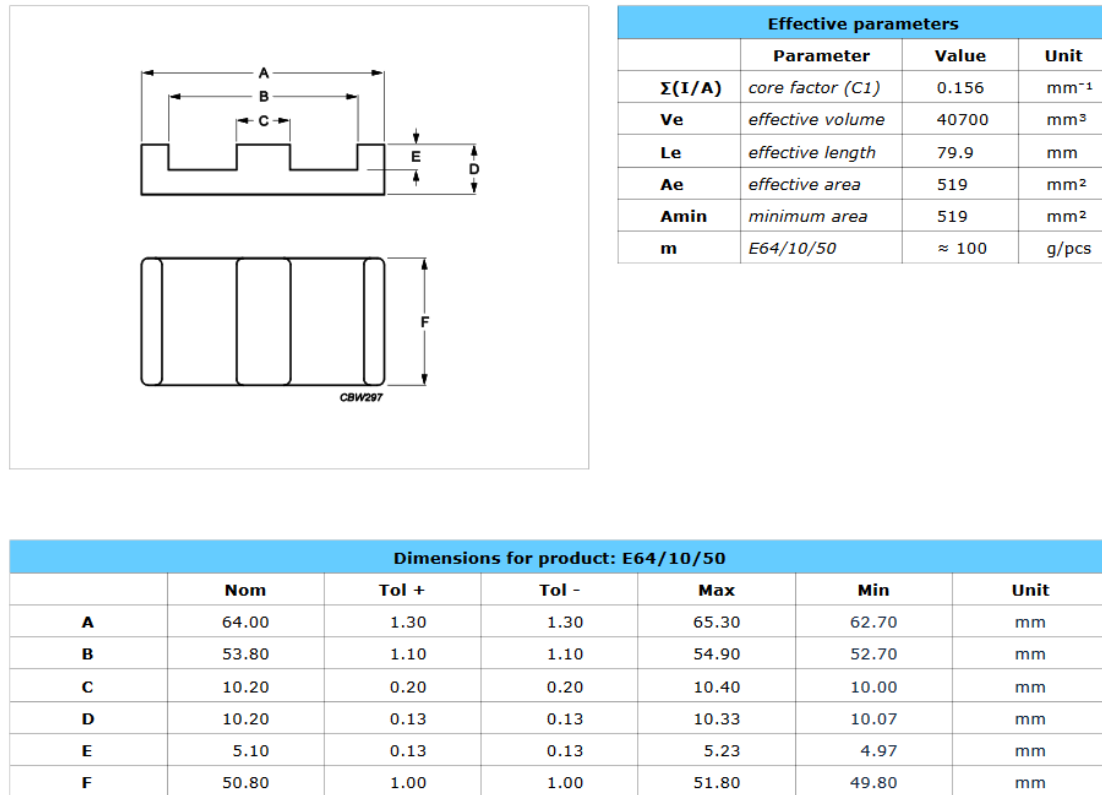 A
B
C
E
D
F
CBW297
Effective parameters
Parameter Value Unit
Σ(I/A) core factor (C1) 0.156 mm⁻¹
Ve effective volume 40700 mm³
Le effective length 79.9 mm
Ae effective area 519 mm²
Amin minimum area 519 mm²
m E64/10/50 ≈ 100 g/pcs
Dimensions for product: E64/10/50
Nom Tol + Tol - Max Min Unit
A 64.00 1.30 1.30 65.30 62.70 mm
B 53.80 1.10 1.10 54.90 52.70 mm
C 10.20 0.20 0.20 10.40 10.00 mm
D 10.20 0.13 0.13 10.33 10.07 mm
E 5.10 0.13 0.13 5.23 4.97 mm
F 50.80 1.00 1.00 51.80 49.80 mm